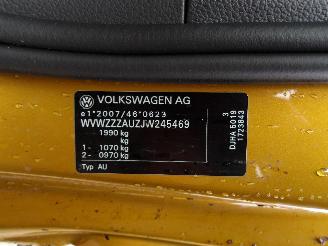 VOLKSWAGEN AG
e1*2007/46*0623
WVWZZZAUZJW245469
1990 kg
kg
1- 1070 kg
2- 0970 kg
Typ AU
3
DJHA 5019
1723843